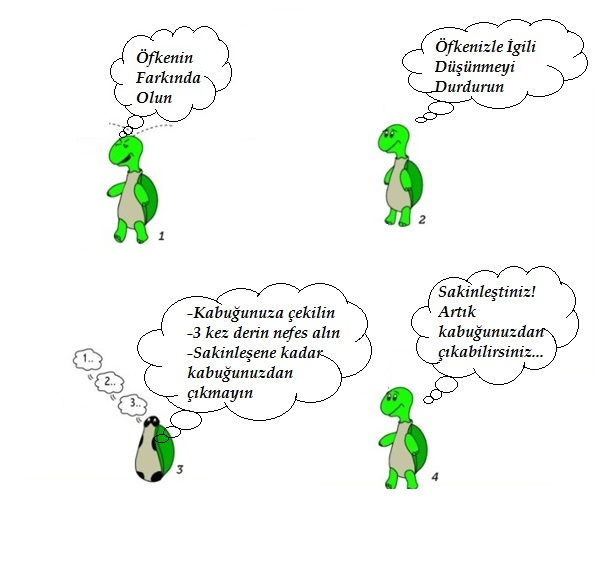 Öfkenin
Farkında
Olun
1
Öfkenizle İgili
Düşünmeyi
Durdurun
2
1..
2..
3..
-Kabuğunuza çekilin
-3 kez derin nefes alın
-Sakinleşene kadar
kabuğunuzdan
çıkmayın
3
Sakinleştiniz!
Artık
kabuğunuzdan
çıkabilirsiniz...
4